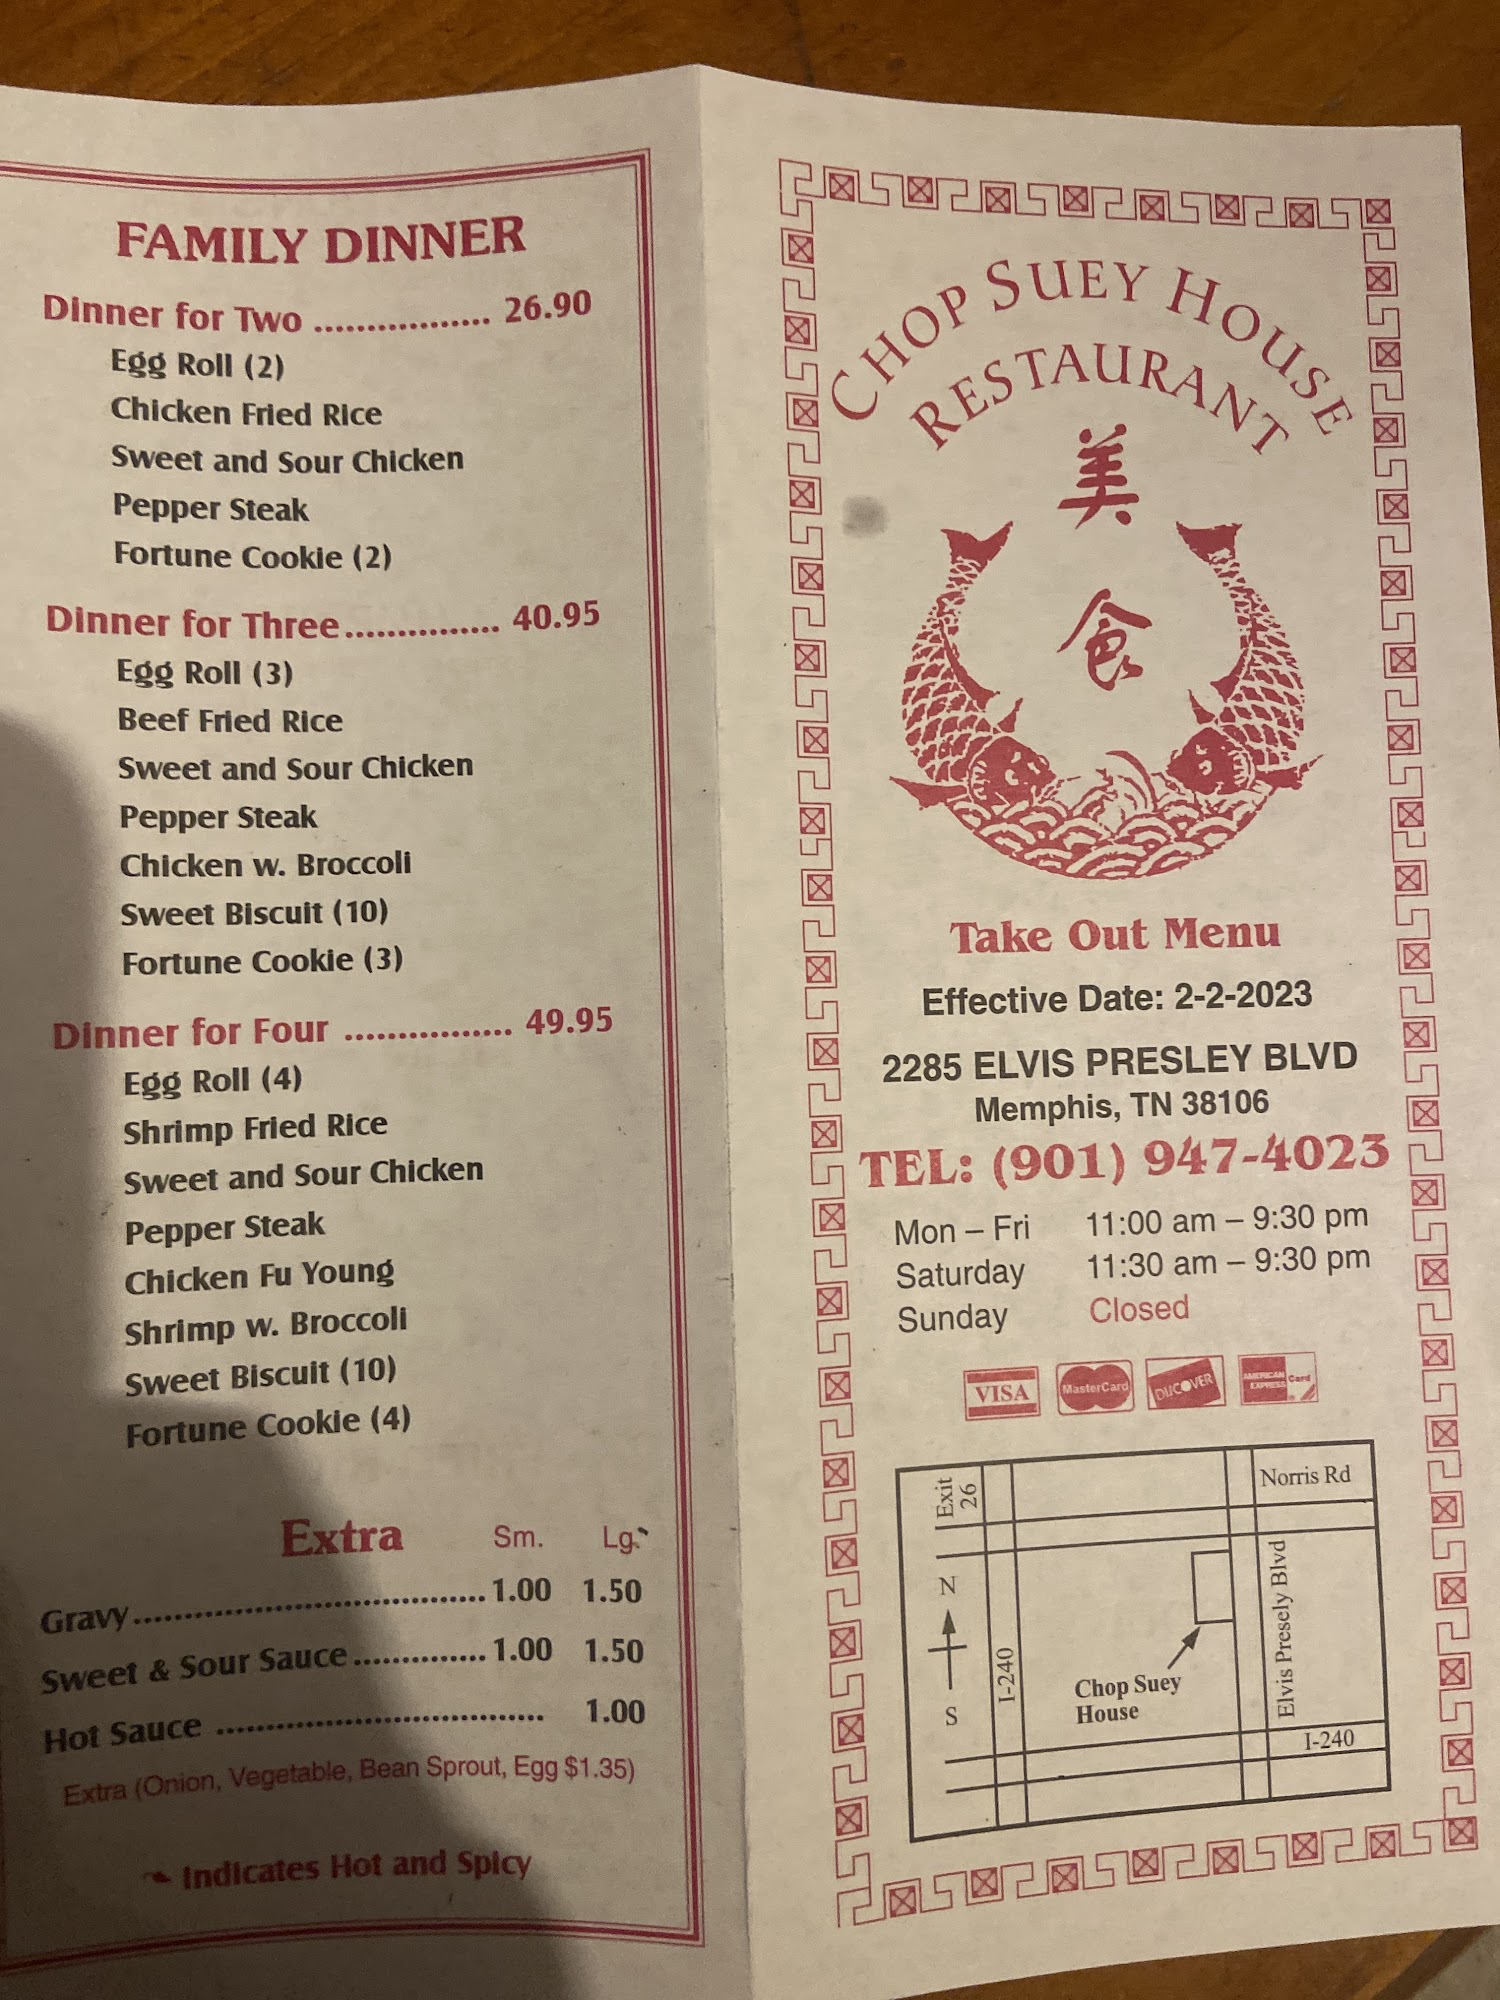 FAMILY DINNER
Dinner for Two ................. 26.90
Egg Roll (2)
Chicken Fried Rice
Sweet and Sour Chicken
Pepper Steak
Fortune Cookie (2)
Dinner for Three............... 40.95
Egg Roll (3)
Beef Fried Rice
Sweet and Sour Chicken
Pepper Steak
Chicken w. Broccoli
Sweet Biscuit (10)
Fortune Cookie (3)
Dinner for Four ................ 49.95
Egg Roll (4)
Shrimp Fried Rice
Sweet and Sour Chicken
Pepper Steak
Chicken Fu Young
Shrimp w. Broccoli
Sweet Biscuit (10)
Fortune Cookie (4)
Extra Sm. Lg.
Gravy.................................... 1.00 1.50
Sweet & Sour Sauce............. 1.00 1.50
Hot Sauce ................................. 1.00
Extra (Onion, Vegetable, Bean Sprout, Egg $1.35)
Indicates Hot and Spicy
CHOP SUEY HOUSE
RESTAURANT
美
食
Take Out Menu
Effective Date: 2-2-2023
2285 ELVIS PRESLEY BLVD
Memphis, TN 38106
TEL: (901) 947-4023
Mon – Fri 11:00 am – 9:30 pm
Saturday 11:30 am – 9:30 pm
Sunday Closed
VISA MasterCard DISCOVER AMERICAN EXPRESS Card
Exit 26
Norris Rd
N
S
I-240
Chop Suey
House
Elvis Presely Blvd
I-240